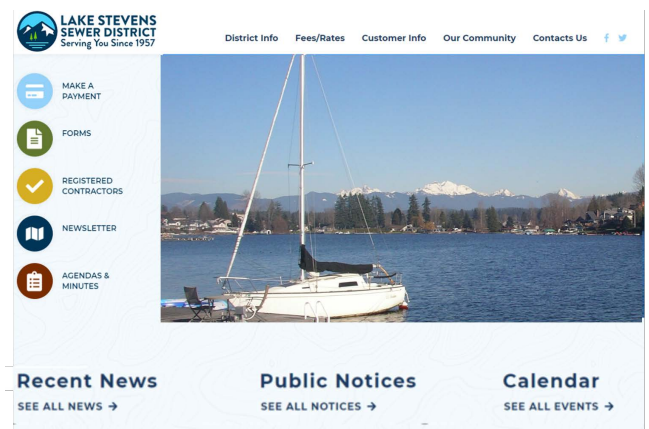 LAKE STEVENS
SEWER DISTRICT
Serving You Since 1957
District Info Fees/Rates Customer Info Our Community Contacts Us
MAKE A
PAYMENT
FORMS
REGISTERED
CONTRACTORS
NEWSLETTER
AGENDAS &
MINUTES
Recent News Public Notices Calendar
SEE ALL NEWS → SEE ALL NOTICES → SEE ALL EVENTS →